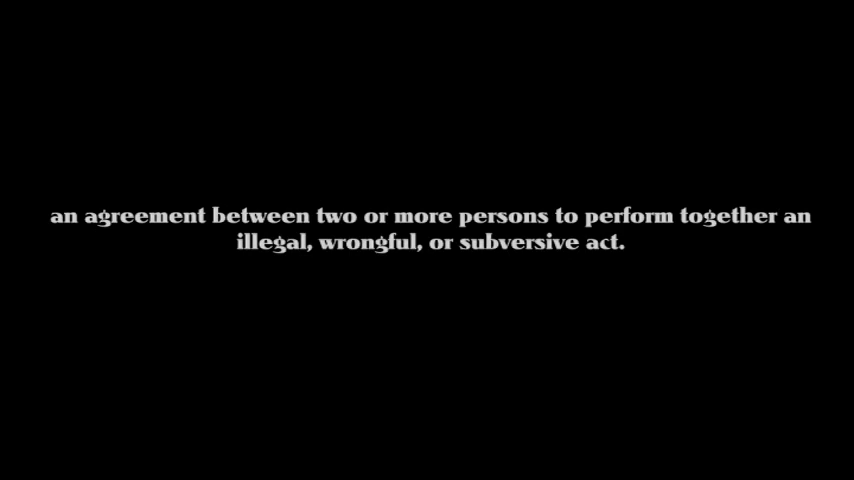 an agreement between two or more persons to perform together an
illegal, wrongful, or subversive act.